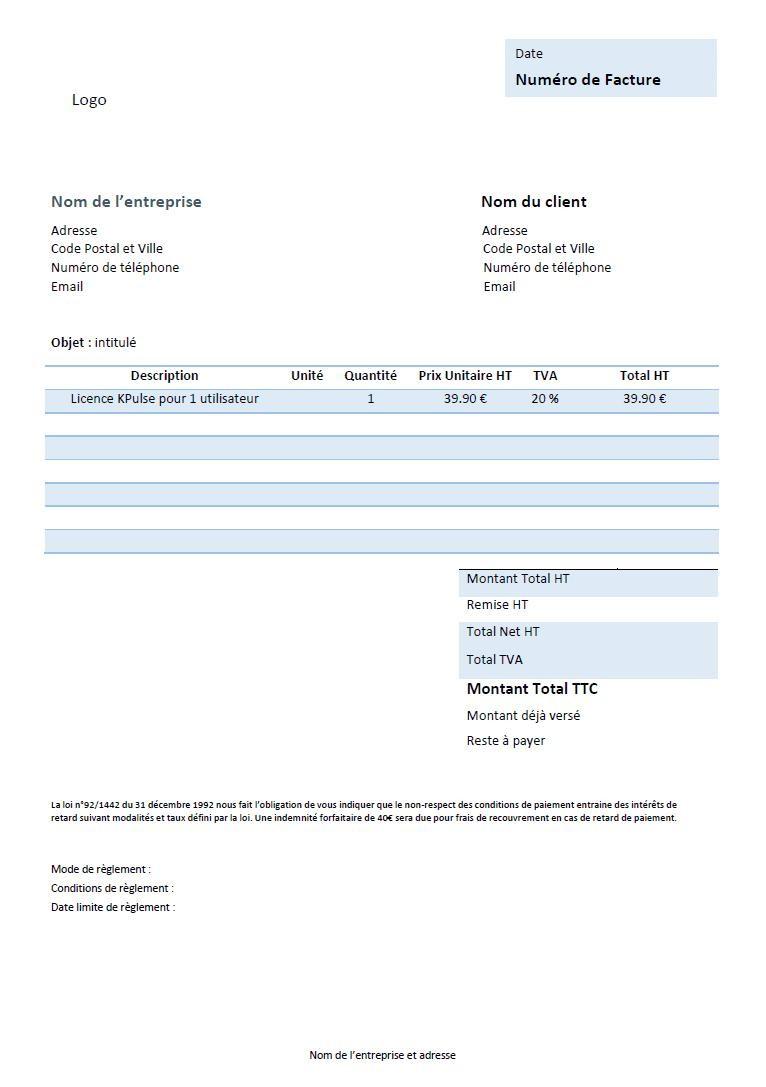 Date
Numéro de Facture
Logo
Nom de l’entreprise
Adresse
Code Postal et Ville
Numéro de téléphone
Email
Nom du client
Adresse
Code Postal et Ville
Numéro de téléphone
Email
Objet : intitulé
Description Unité Quantité Prix Unitaire HT TVA Total HT
Licence KPulse pour 1 utilisateur 1 39.90 € 20 % 39.90 €
Montant Total HT
Remise HT
Total Net HT
Total TVA
Montant Total TTC
Montant déjà versé
Reste à payer
La loi n°92/1442 du 31 décembre 1992 nous fait l’obligation de vous indiquer que le non-respect des conditions de paiement entraine des intérêts de
retard suivant modalités et taux défini par la loi. Une indemnité forfaitaire de 40€ sera due pour frais de recouvrement en cas de retard de paiement.
Mode de règlement :
Conditions de règlement :
Date limite de règlement :
Nom de l’entreprise et adresse